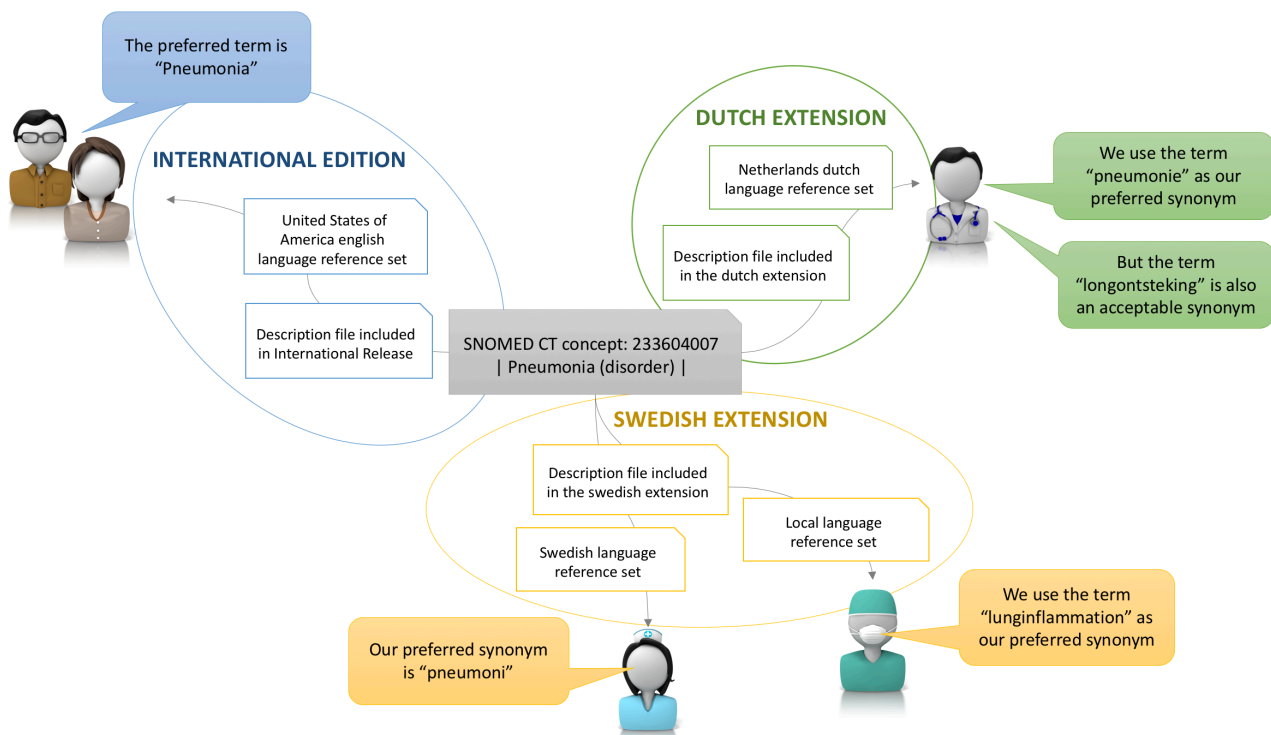 The preferred term is
“Pneumonia”
INTERNATIONAL EDITION
United States of
America english
language reference set
Description file included
in International Release
DUTCH EXTENSION
Netherlands dutch
language reference set
Description file included
in the dutch extension
We use the term
“pneumonie” as our
preferred synonym
But the term
“longontsteking” is also
an acceptable synonym
SNOMED CT concept: 233604007
| Pneumonia (disorder) |
SWEDISH EXTENSION
Description file included
in the swedish extension
Local language
reference set
Swedish language
reference set
We use the term
“lunginflammation” as
our preferred synonym
Our preferred synonym
is “pneumoni”